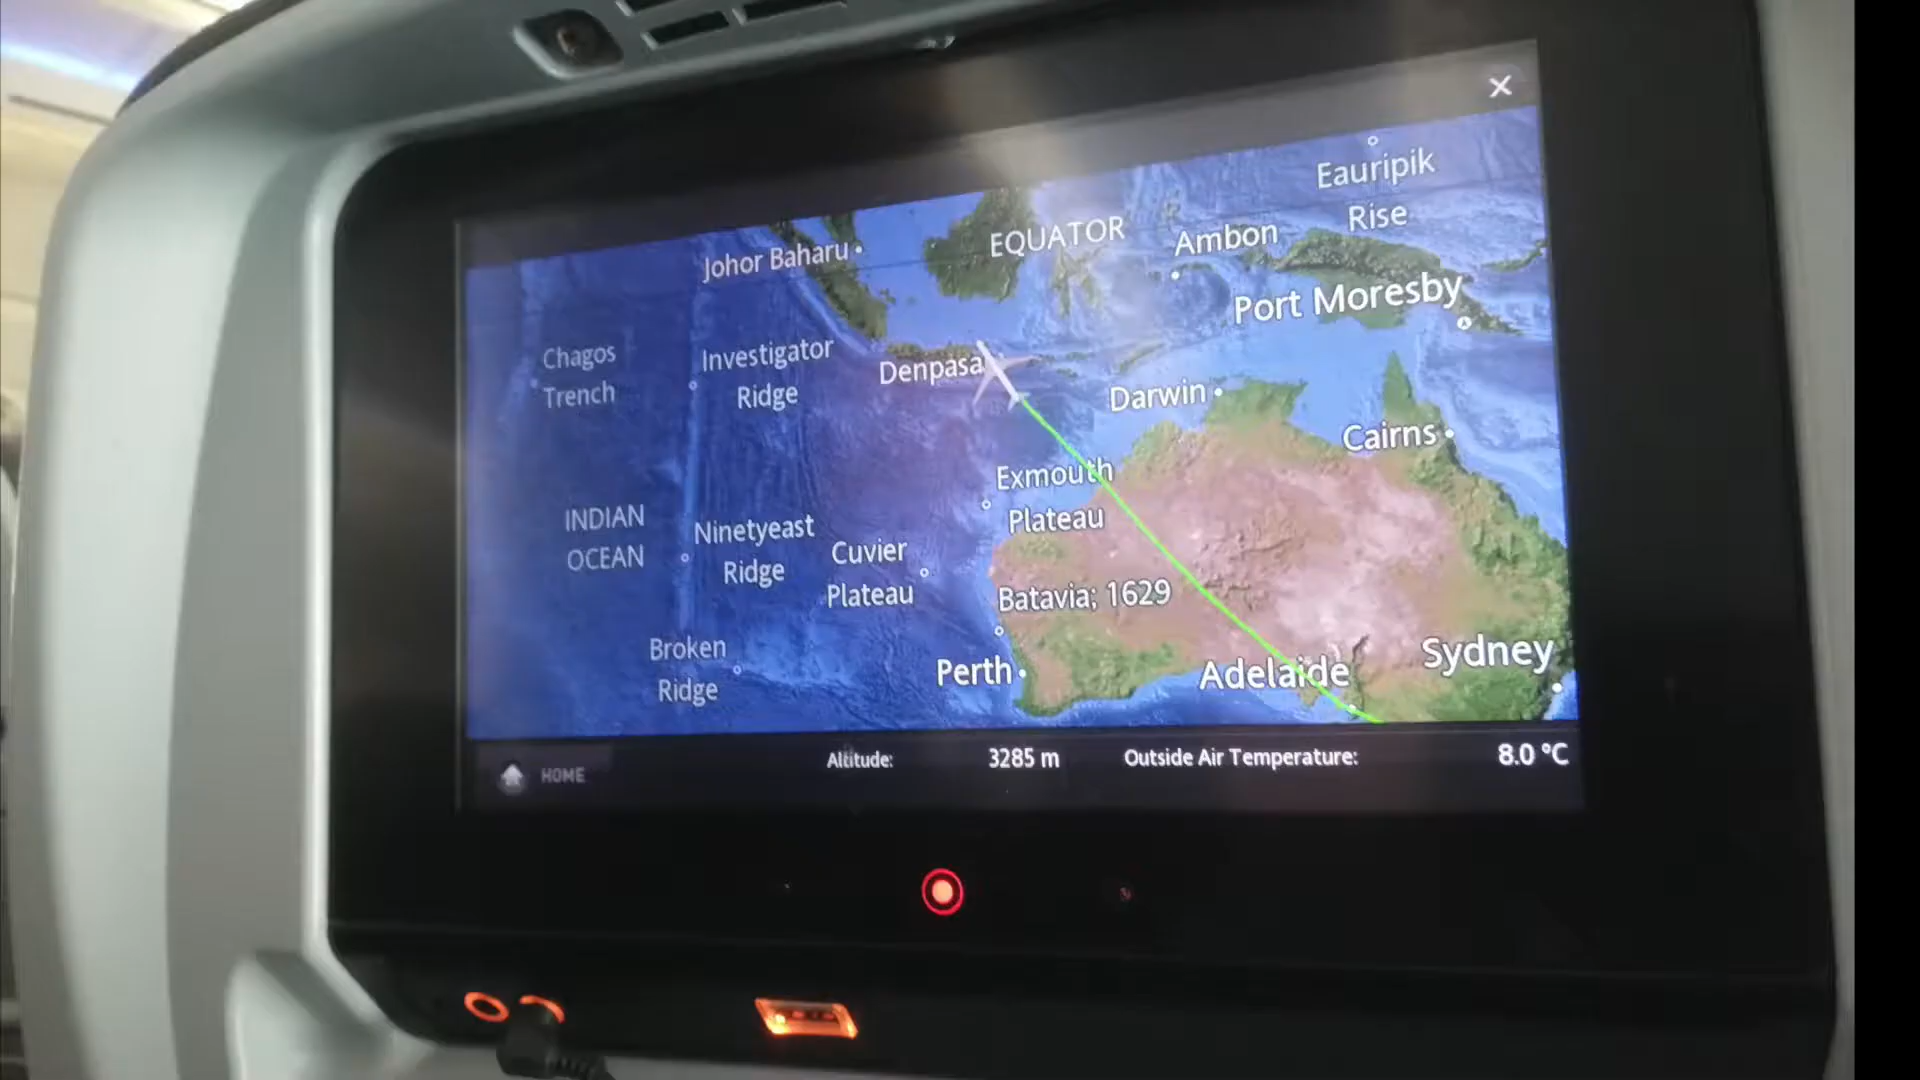 Eauripik
Rise
EQUATOR
Ambon
Johor Baharu
Port Moresby
Chagos
Trench
Investigator
Ridge
Denpasa
Darwin
Cairns
Exmouth
Plateau
INDIAN
OCEAN
Ninetyeast
Ridge
Cuvier
Plateau
Batavia; 1629
Broken
Ridge
Perth
Adelaide
Sydney
HOME
Altitude: 3285 m Outside Air Temperature: 8.0 °C